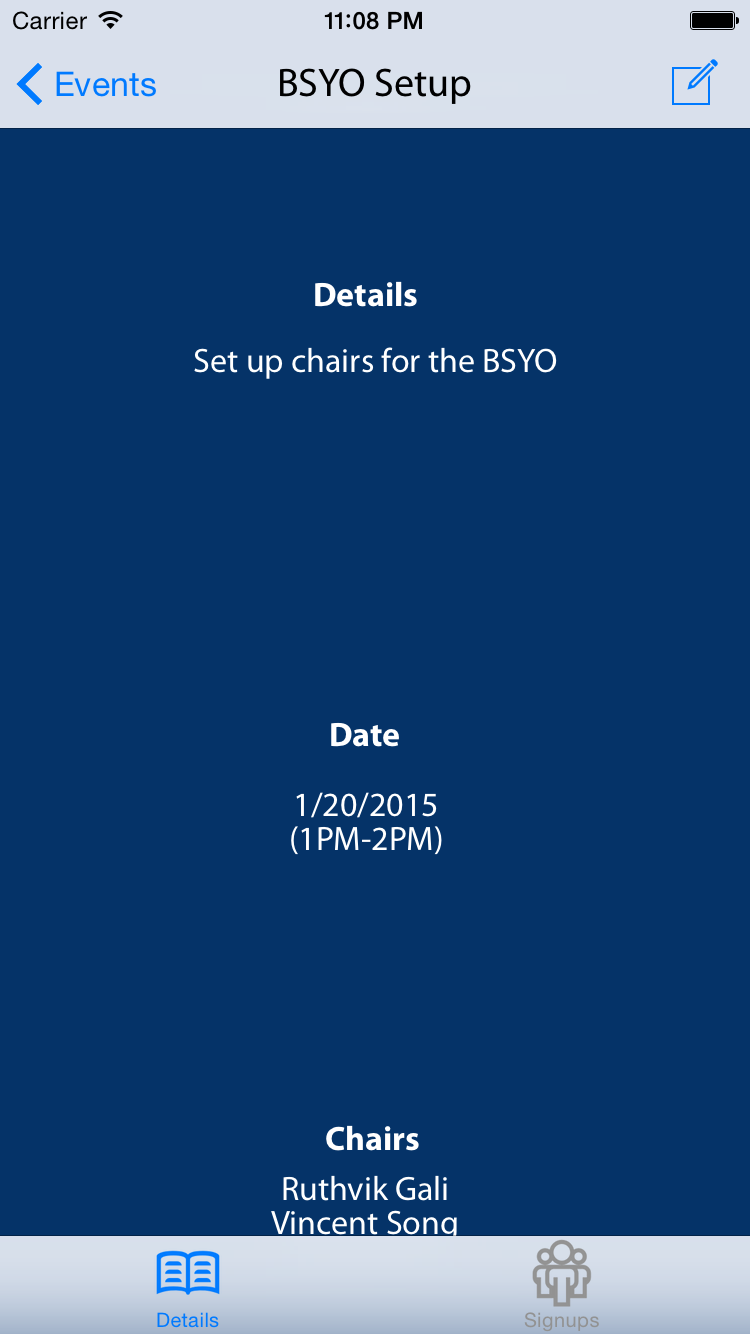 Carrier 11:08 PM
Events BSYO Setup
Details
Set up chairs for the BSYO
Date
1/20/2015
(1PM-2PM)
Chairs
Ruthvik Gali
Vincent Song
Details Signups